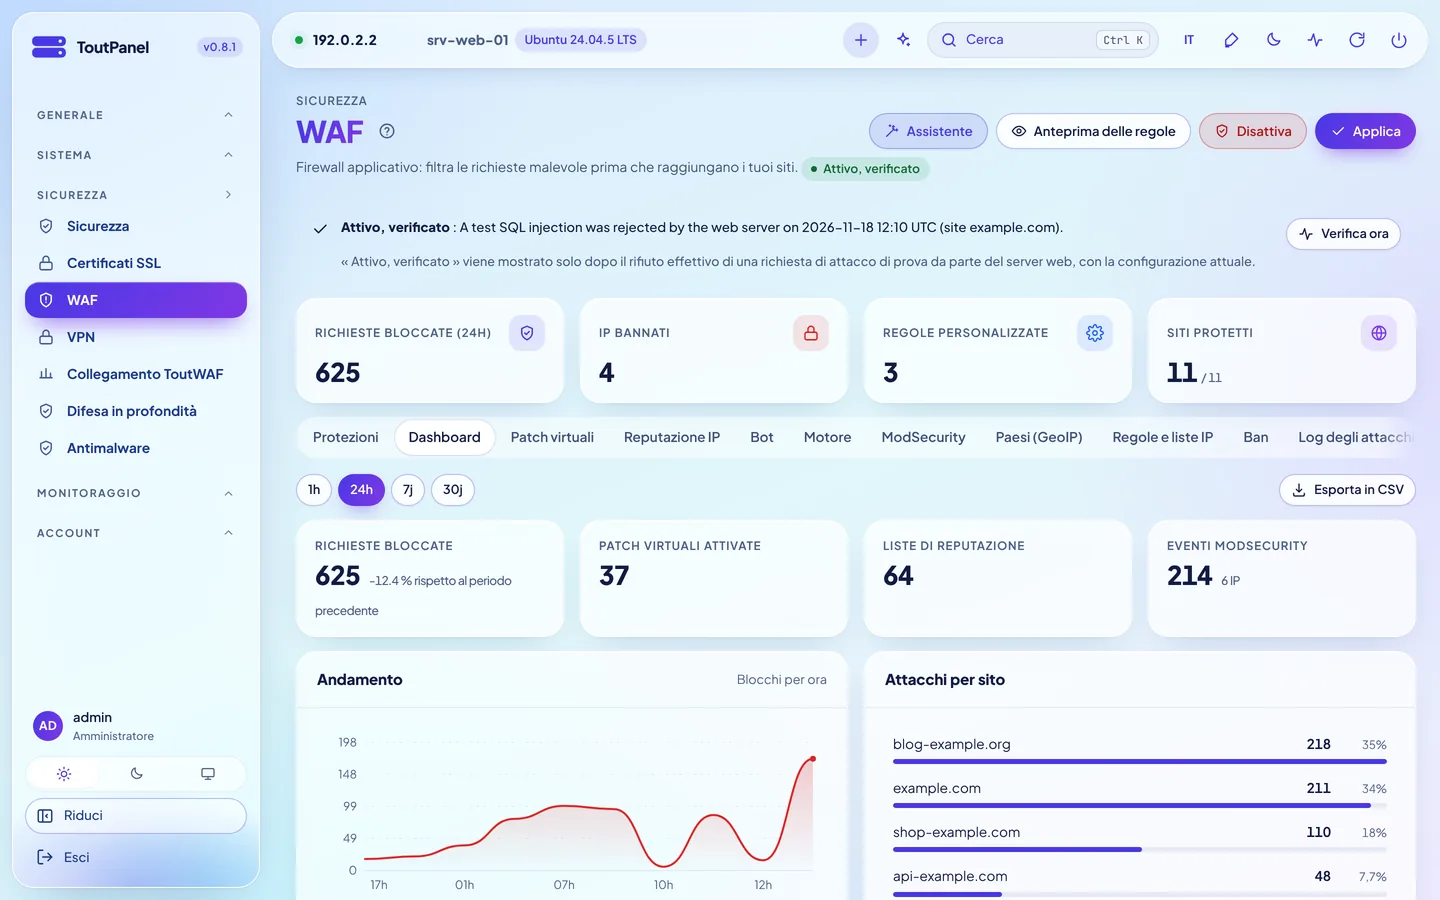 ToutPanel
v0.8.1
GENERALE
SISTEMA
SICUREZZA
Sicurezza
Certificati SSL
WAF
VPN
Collegamento ToutWAF
Difesa in profondità
Antimalware
MONITORAGGIO
ACCOUNT
AD
admin
Amministratore
Riduci
Esci
192.0.2.2
srv-web-01
Ubuntu 24.04.5 LTS
Cerca
Ctrl K
IT
SICUREZZA
WAF
Assistente
Anteprima delle regole
Disattiva
Applica
Firewall applicativo: filtra le richieste malevole prima che raggiungano i tuoi siti.
Attivo, verificato
Attivo, verificato : A test SQL injection was rejected by the web server on 2026-11-18 12:10 UTC (site example.com).
« Attivo, verificato » viene mostrato solo dopo il rifiuto effettivo di una richiesta di attacco di prova da parte del server web, con la configurazione attuale.
Verifica ora
RICHIESTE BLOCCATE (24H)
625
IP BANNATI
4
REGOLE PERSONALIZZATE
3
SITI PROTETTI
11 / 11
Protezioni
Dashboard
Patch virtuali
Reputazione IP
Bot
Motore
ModSecurity
Paesi (GeoIP)
Regole e liste IP
Ban
Log degli attacch
1h
24h
7j
30j
Esporta in CSV
RICHIESTE BLOCCATE
625 -12.4 % rispetto al periodo
precedente
PATCH VIRTUALI ATTIVATE
37
LISTE DI REPUTAZIONE
64
EVENTI MODSECURITY
214 6 IP
Andamento
Blocchi per ora
198
148
99
49
0
17h
01h
07h
10h
12h
Attacchi per sito
blog-example.org 218 35%
example.com 211 34%
shop-example.com 110 18%
api-example.com 48 7,7%